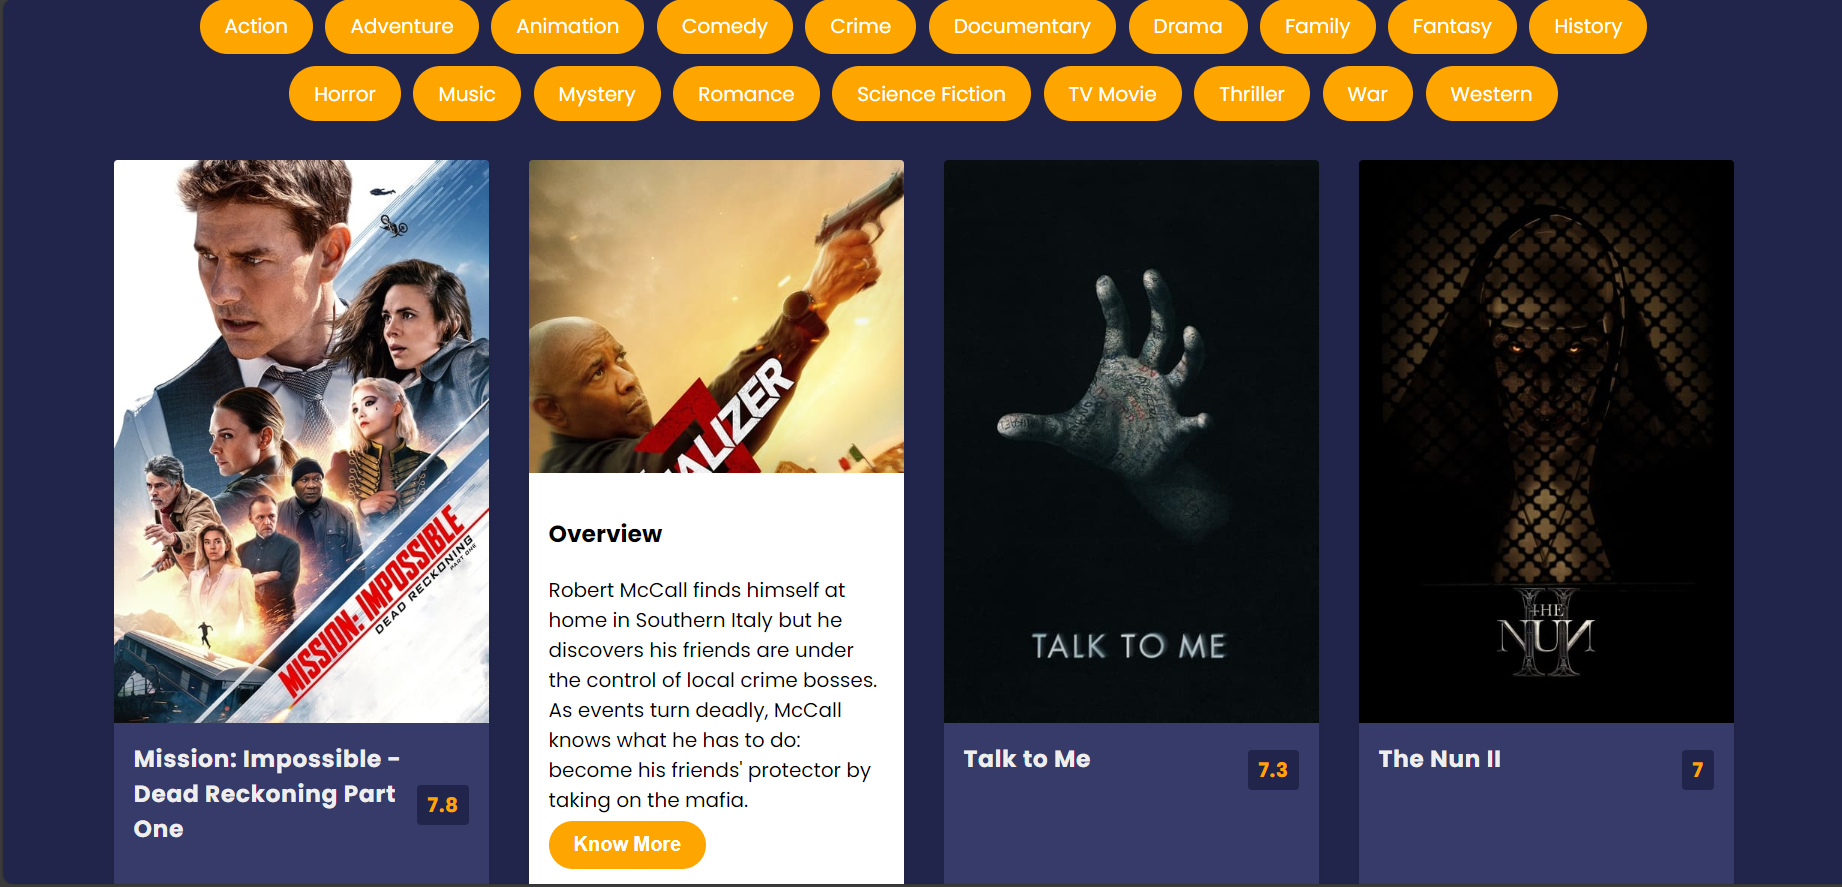 Action Adventure Animation Comedy Crime Documentary Drama Family Fantasy History
Horror Music Mystery Romance Science Fiction TV Movie Thriller War Western
MISSION: IMPOSSIBLE
DEAD RECKONING
PART ONE
Mission: Impossible -
Dead Reckoning Part
One
7.8
ALIZER
Overview
Robert McCall finds himself at
home in Southern Italy but he
discovers his friends are under
the control of local crime bosses.
As events turn deadly, McCall
knows what he has to do:
become his friends' protector by
taking on the mafia.
Know More
TALK TO ME
Talk to Me
7.3
THE
NUN
II
The Nun II
7